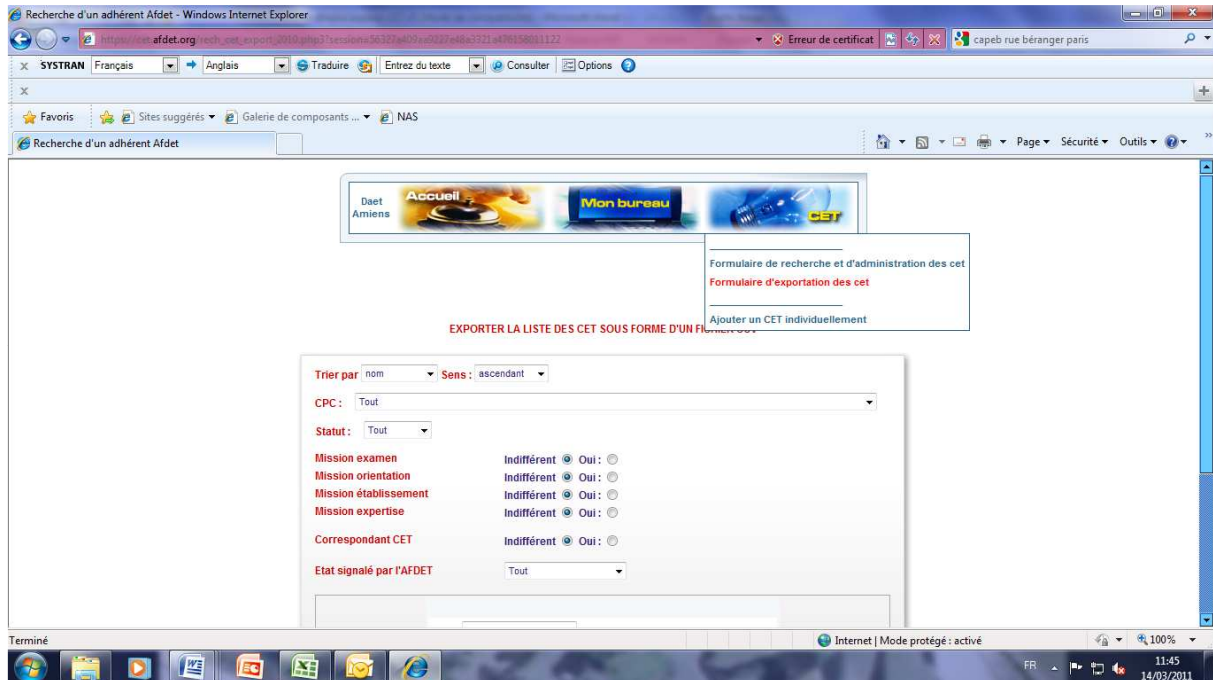 Recherche d'un adhérent Afdet - Windows Internet Explorer
afdet.org
Erreur de certificat
capeb rue béranger paris
x SYSTRAN Français Anglais Traduire Entrez du texte Consulter Options
x
Favoris Sites suggérés Galerie de composants ... NAS
Recherche d'un adhérent Afdet
Page Sécurité Outils »
Daet Amiens Accueil Mon bureau CET
Formulaire de recherche et d'administration des cet
Formulaire d'exportation des cet
Ajouter un CET individuellement
EXPORTER LA LISTE DES CET SOUS FORME D'UN
Trier par nom Sens : ascendant
CPC : Tout
Statut : Tout
Mission examen Indifférent Oui :
Mission orientation Indifférent Oui :
Mission établissement Indifférent Oui :
Mission expertise Indifférent Oui :
Correspondant CET Indifférent Oui :
Etat signalé par l'AFDET Tout
Terminé Internet | Mode protégé : activé 100%
FR 11:45
14/03/2011